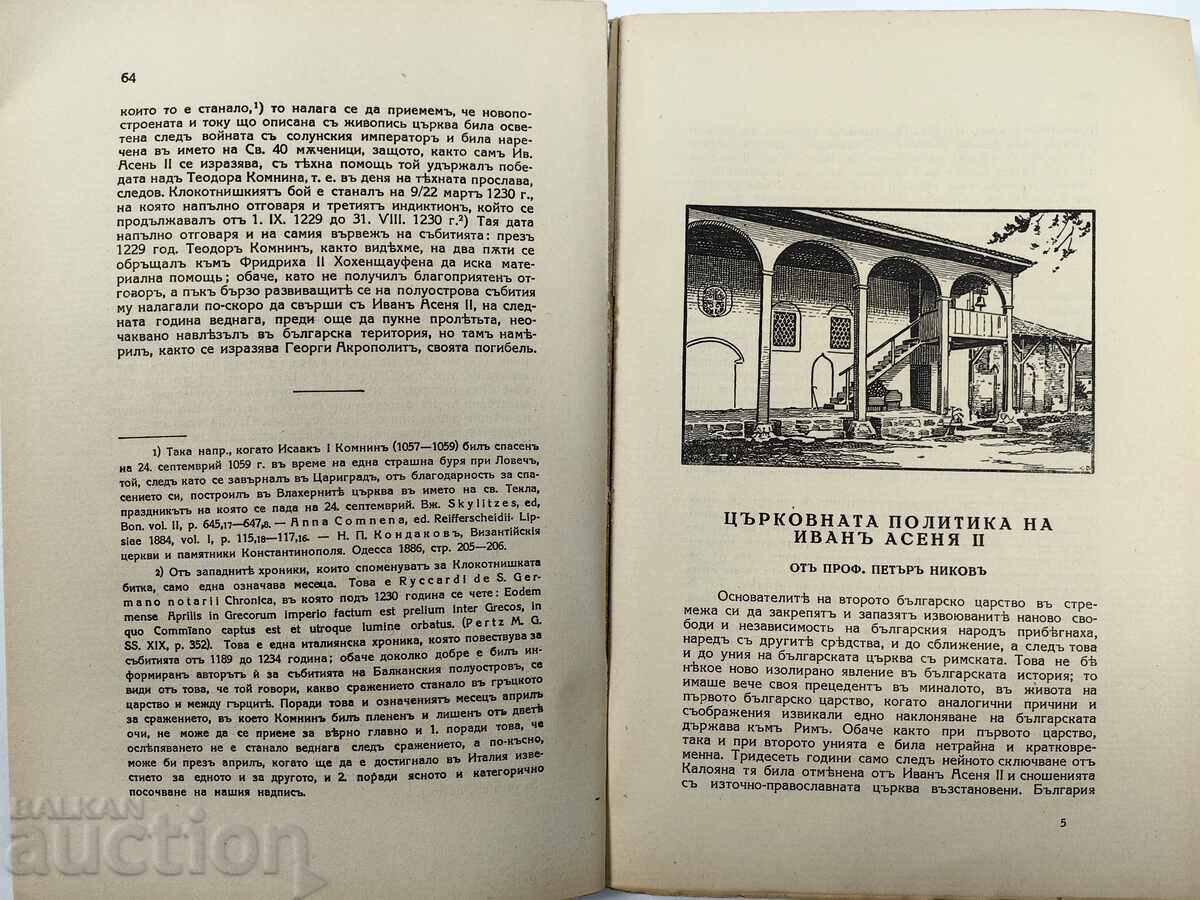 64
които то е станало,¹) то налага се да приемемъ, че новопо-
строената и току що описана съ живопись църква била осве-
тена следъ войната съ солунския императоръ и била наре-
чена въ името на Св. 40 мѫченици, защото, както самъ Ив.
Асень II се изразява, съ тѣхна помощь той удържалъ побе-
дата надъ Теодора Комнина, т. е. въ деня на тѣхната прослава,
следов. Клокотнишкиятъ бой е станалъ на 9/22 мартъ 1230 г.,
на която напълно отговаря и третиятъ индиктионъ, който се
продължавалъ отъ 1. IX. 1229 до 31. VIII. 1230 г.²) Тая дата
напълно отговаря и на самия вървежъ на събитията: презъ
1229 год. Теодоръ Комнинъ, както видѣхме, на два пѫти се
обръщалъ къмъ Фридриха II Хохенщауфена да иска мате-
риална помощь; обаче, като не получилъ благоприятенъ от-
говоръ, а пъкъ бързо развиващитѣ се на полуострова събития
му налагали по-скоро да свърши съ Иванъ Асеня II, на след-
ната година веднага, преди още да пукне пролѣтьта, нео-
чаквано навлѣзълъ въ българска територия, но тамъ намѣ-
рилъ, както се изразява Георги Акрополитъ, своята погибель.
1) Така напр., когато Исаакъ I Комнинъ (1057—1059) билъ спасенъ
на 24. септемврий 1059 г. въ време на една страшна буря при Ловечъ,
той, следъ като се завърналъ въ Цариградъ, отъ благодарность за спа-
сението си, построилъ въ Влахернитѣ църква въ името на св. Текла,
праздникътъ на която се пада на 24. септемврий. Вж. Skylitzes, ed,
Bon. vol. II, p. 645,17—647,8. — Anna Comnena, ed. Reifferscheidii. Lip-
siae 1884, vol. I, p. 115,18—117,16. — Н. П. Кондаковъ, Византійскія
церкви и памятники Константинополя. Одесса 1886, стр. 205—206.
2) Отъ западнитѣ хроники, които споменуватъ за Клокотнишката
битка, само една означава месеца. Това е Ryccardi de S. Ger-
mano notarii Chronica, въ която подъ 1230 година се чете: Eodem
mense Aprilis in Grecorum imperio factum est prelium inter Grecos, in
quo Commiano captus est et utroque lumine orbatus. (Pertz M. G.
SS. XIX, p. 352). Това е една италиянска хроника, която повествува за
събитията отъ 1189 до 1234 година; обаче доколко добре е билъ ин-
формиранъ авторътъ ѝ за събитията на Балканския полуостровъ, се
види отъ това, че той говори, какво сражението станало въ гръцкото
царство и между гърцитѣ. Поради това и означениятъ месецъ априлъ
за сражението, въ което Комнинъ билъ плененъ и лишенъ отъ дветѣ
очи, не може да се приеме за вѣрно главно и 1. поради това, че
ослѣпяването не е станало веднага следъ сражението, а по-късно,
може би презъ априлъ, когато ще да е достигнало въ Италия извес-
тието за едното и за другото, и 2. поради ясното и категорично
посочване на нашия надписъ.
BALKAN
auction
ЦЪРКОВНАТА ПОЛИТИКА НА
ИВАНЪ АСЕНЯ II
ОТЪ ПРОФ. ПЕТЪРЪ НИКОВЪ
Основателитѣ на второто българско царство въ стре-
межа си да закрепятъ и запазятъ извоюванитѣ наново сво-
боди и независимость на българския народъ прибѣгнаха,
наредъ съ другитѣ срѣдства, и до сближение, а следъ това
и до уния на българската църква съ римската. Това не бѣ
нѣкое ново изолирано явление въ българската история; то
имаше вече своя прецедентъ въ миналото, въ живота на
първото българско царство, когато аналогични причини и
съображения извикали едно наклоняване на българската
държава къмъ Римъ. Обаче както при първото царство,
така и при второто унията е била нетрайна и кратковре-
менна. Тридесеть години само следъ нейното сключване отъ
Калояна тя била отмѣнена отъ Иванъ Асеня II и сношенията
съ източно-православната църква възстановени. България
5